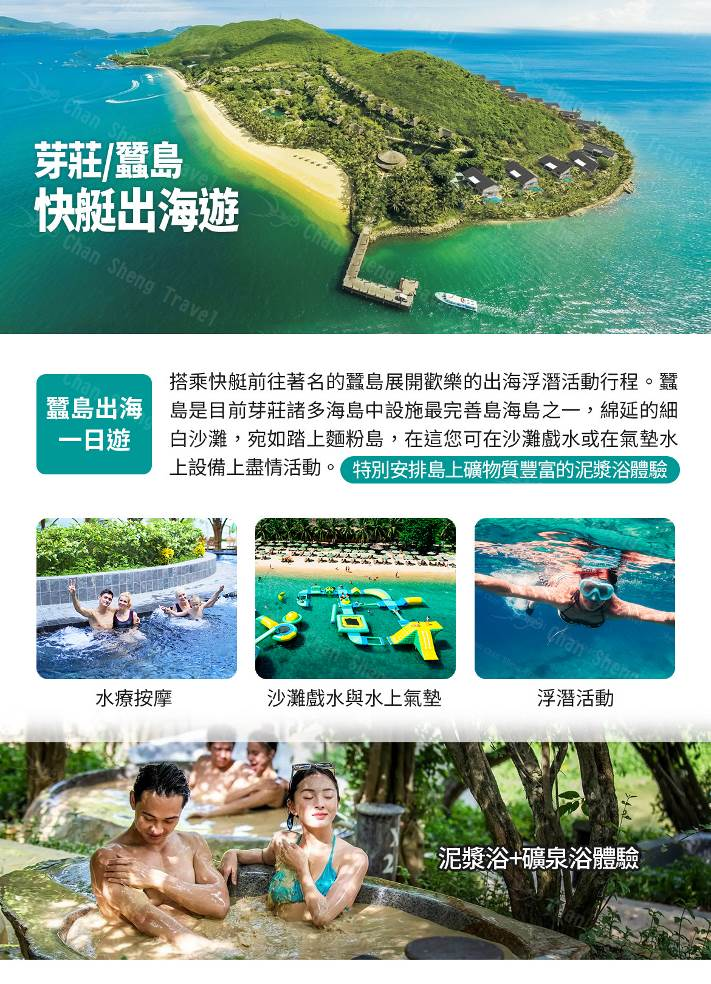 芽莊/蠶島
快艇出海遊
蠶島出海
一日遊
搭乘快艇前往著名的蠶島展開歡樂的出海浮潛活動行程。蠶
島是目前芽莊諸多海島中設施最完善島海島之一，綿延的細
白沙灘，宛如踏上麵粉島，在這您可在沙灘戲水或在氣墊水
上設備上盡情活動。特別安排島上礦物質豐富的泥漿浴體驗
水療按摩
沙灘戲水與水上氣墊
浮潛活動
泥漿浴+礦泉浴體驗
Chan Sheng Travel